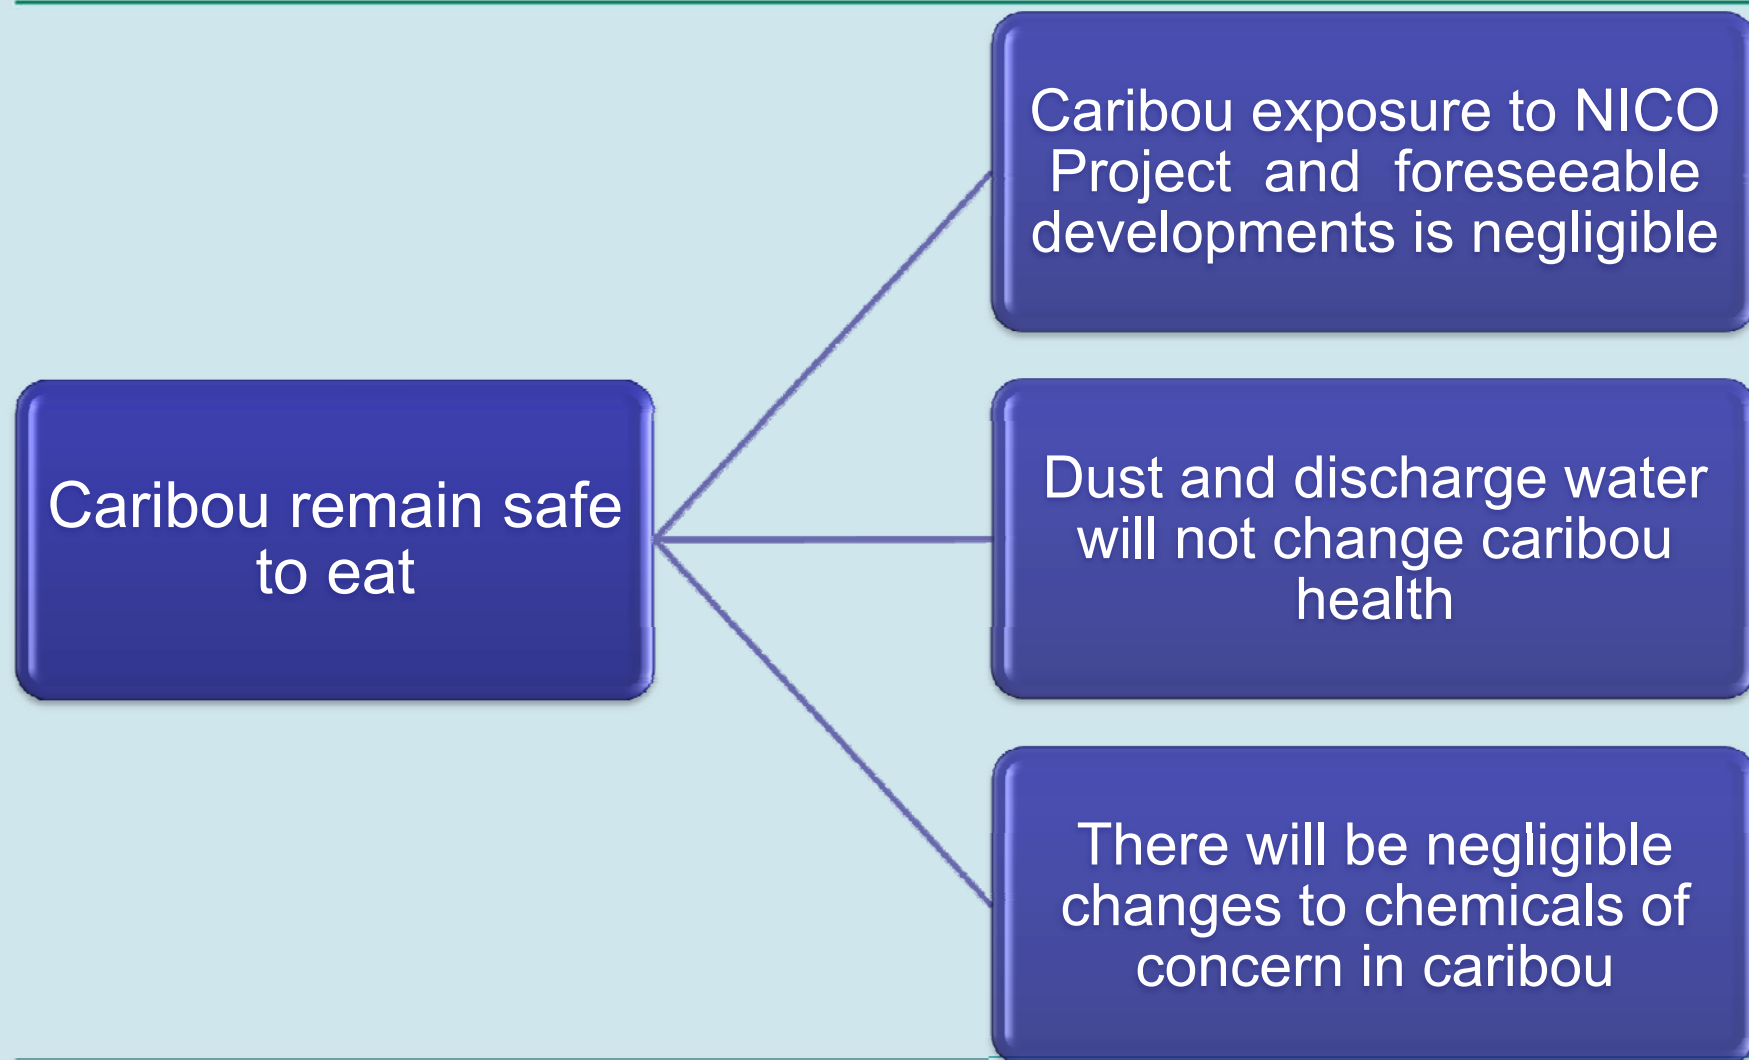 Caribou exposure to NICO
Project and foreseeable
developments is negligible
Caribou remain safe
to eat
Dust and discharge water
will not change caribou
health
There will be negligible
changes to chemicals of
concern in caribou